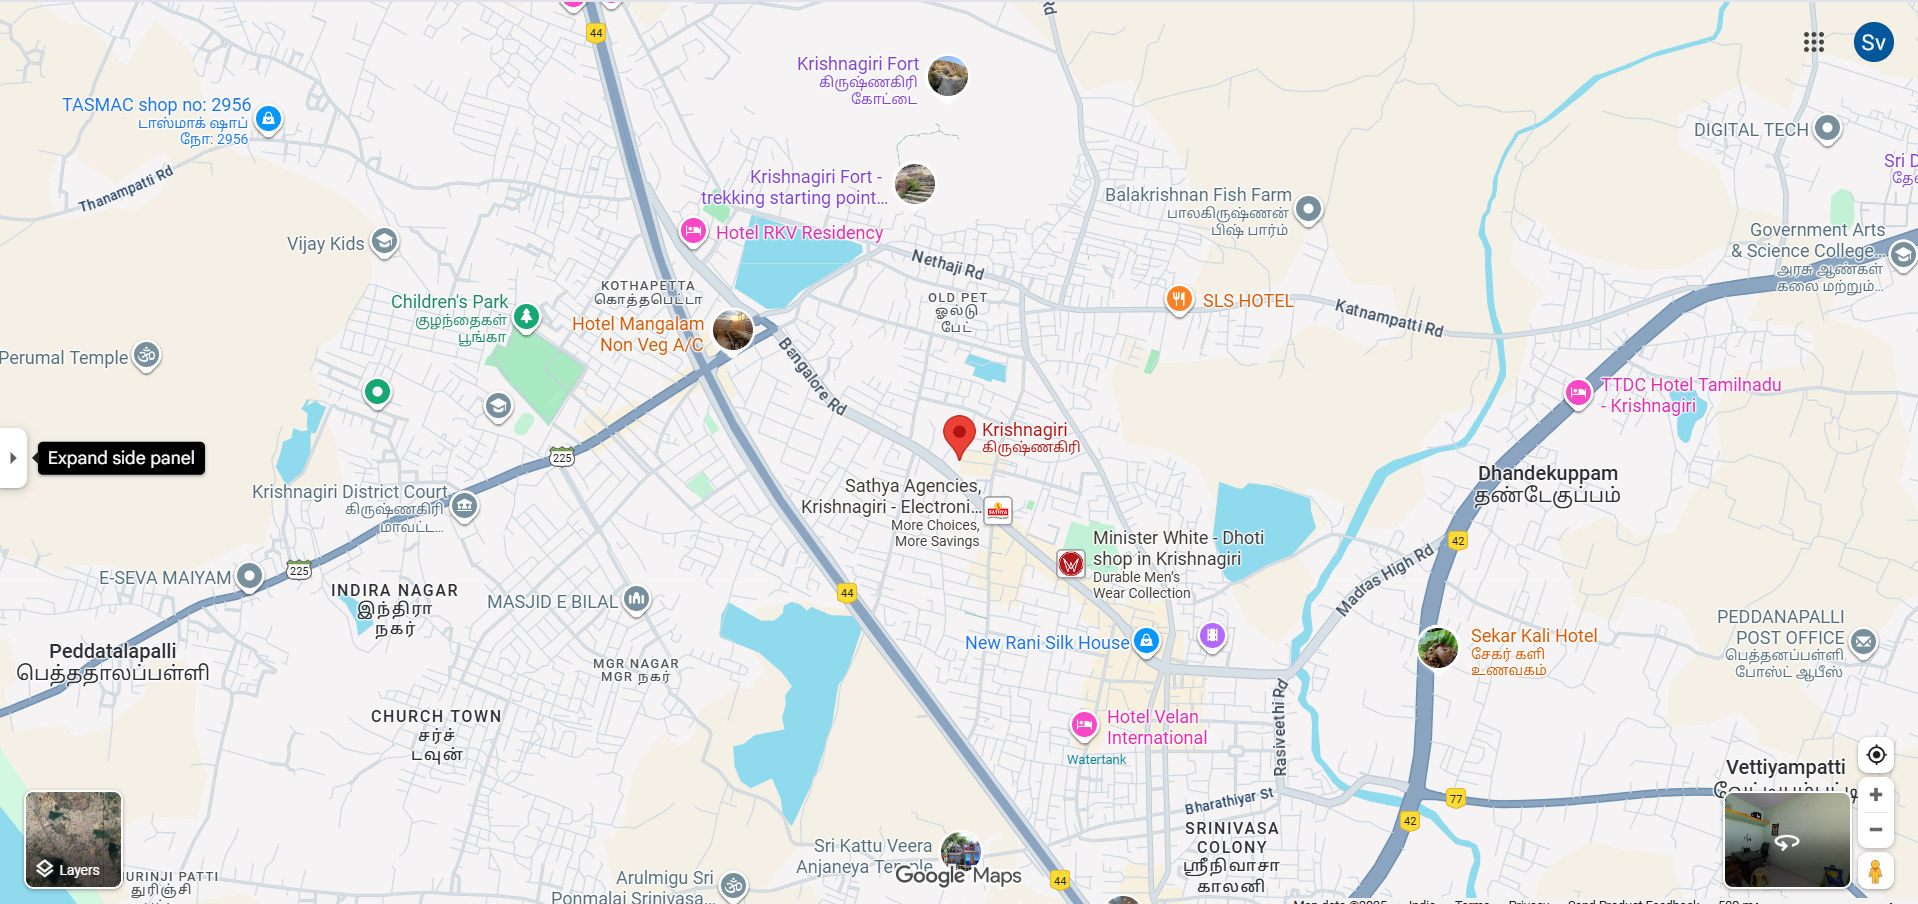 44
Krishnagiri Fort
கிருஷ்ணகிரி
கோட்டை
Sv
TASMAC shop no: 2956
டாஸ்மாக் ஷாப்
நோ: 2956
DIGITAL TECH
Thanampatti Rd
Krishnagiri Fort -
trekking starting point...
Sri D
Balakrishnan Fish Farm
பாலகிருஷ்ணன்
பிஷ் பார்ம்
Vijay Kids
Hotel RKV Residency
Nethaji Rd
Government Arts
& Science College...
அரசு ஆண்கள்
கலை மற்றும்...
KOTHAPETTA
கொத்தபெட்டா
OLD PET
ஓல்டு
பேட்
Children's Park
குழந்தைகள்
பூங்கா
SLS HOTEL
Katnampatti Rd
Hotel Mangalam
Non Veg A/C
Perumal Temple
Bangalore Rd
TTDC Hotel Tamilnadu
- Krishnagiri
Krishnagiri
கிருஷ்ணகிரி
Expand side panel
225
Dhandekuppam
தண்டேகுப்பம்
Krishnagiri District Court
கிருஷ்ணகிரி
மாவட்ட...
Sathya Agencies,
Krishnagiri - Electroni...
More Choices,
More Savings
SATHYA
Minister White - Dhoti
shop in Krishnagiri
Durable Men's
Wear Collection
42
Madras High Rd
E-SEVA MAIYAM
225
INDIRA NAGAR
இந்திரா
நகர்
MASJID E BILAL
44
New Rani Silk House
Sekar Kali Hotel
சேகர் களி
உணவகம்
PEDDANAPALLI
POST OFFICE
பெத்தனப்பள்ளி
போஸ்ட் ஆபீஸ்
Peddatalapalli
பெத்ததாலப்பள்ளி
MGR NAGAR
MGR நகர்
CHURCH TOWN
சர்ச்
டவுன்
Hotel Velan
International
Watertank
Rasiveethi Rd
Vettiyampatti
77
Bharathiyar St
42
SRINIVASA
COLONY
ஸ்ரீநிவாசா
காலனி
Sri Kattu Veera
Anjaneya Temple
Google Maps
44
Layers
URINJI PATTI
துரிஞ்சி
Arulmigu Sri
Ponmalai Srinivasa...
Map data ©2025 India Terms Privacy Send Product Feedback 500 m